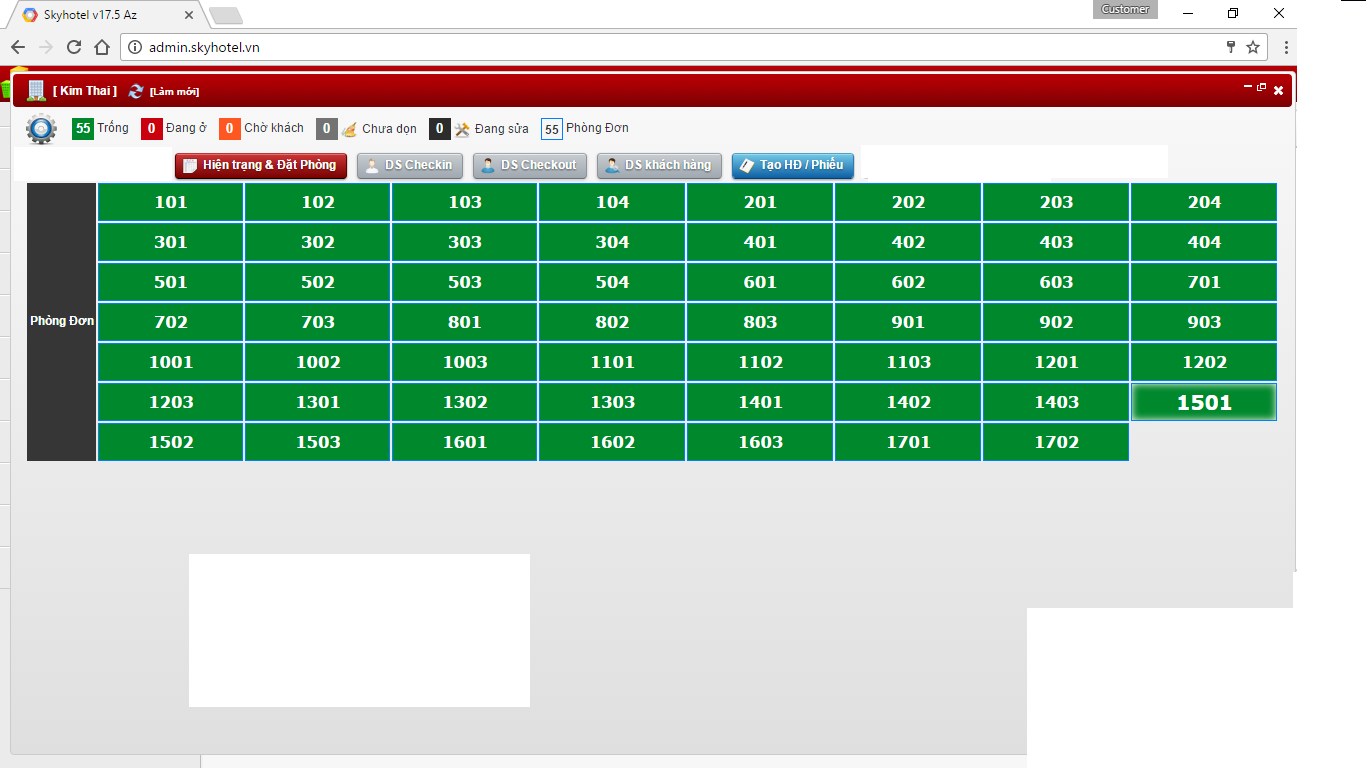 Skyhotel v17.5 Az
Customer
admin.skyhotel.vn
[ Kim Thai ] [Làm mới]
55 Trống 0 Đang ở 0 Chờ khách 0 Chưa dọn 0 Đang sửa 55 Phòng Đơn
Hiện trạng & Đặt Phòng DS Checkin DS Checkout DS khách hàng Tạo HĐ / Phiếu
101 102 103 104 201 202 203 204
301 302 303 304 401 402 403 404
501 502 503 504 601 602 603 701
Phòng Đơn 702 703 801 802 803 901 902 903
1001 1002 1003 1101 1102 1103 1201 1202
1203 1301 1302 1303 1401 1402 1403 1501
1502 1503 1601 1602 1603 1701 1702